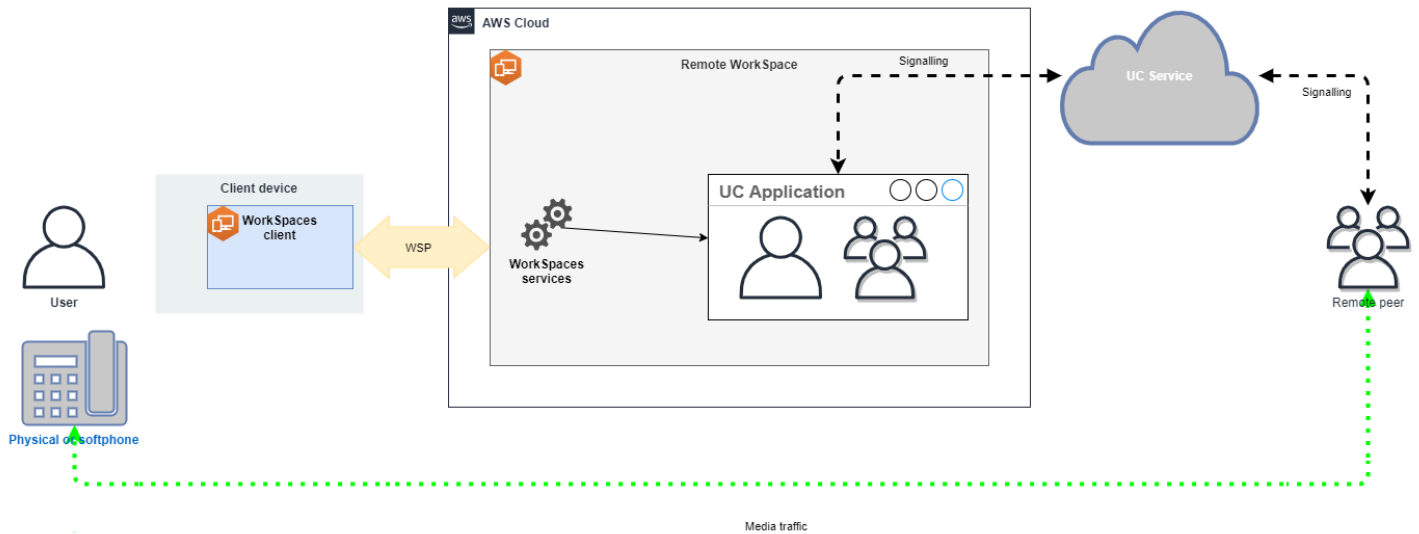 aws
AWS Cloud
Remote WorkSpace
Signalling
UC Service
Signalling
Client device
WorkSpaces
client
UC Application
WSP
WorkSpaces
services
User
Remote peer
Physical or softphone
Media traffic